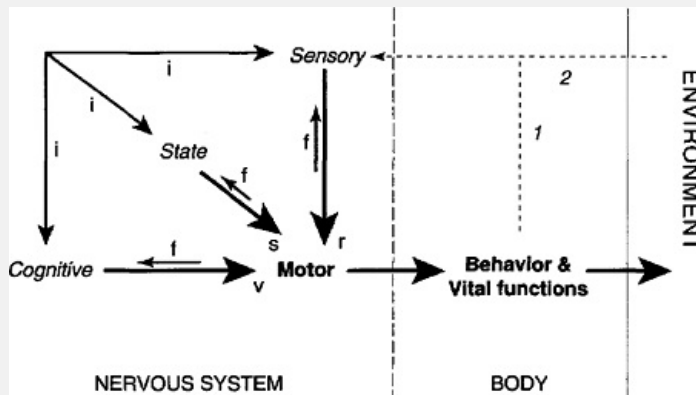 i
Sensory
2
i
f
1
i
State
f
s
r
Cognitive
f
v
Motor
Behavior &
Vital functions
ENVIRONMENT
NERVOUS SYSTEM
BODY